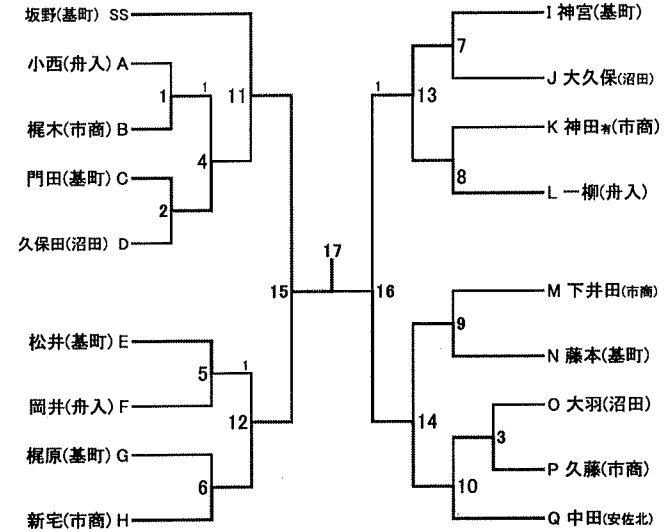 坂野(基町) SS
小西(舟入) A
1
1
梶木(市商) B
11
門田(基町) C
4
2
久保田(沼田) D
15
17
松井(基町) E
5
1
岡井(舟入) F
12
梶原(基町) G
6
新宅(市商) H
I 神宮(基町)
7
J 大久保(沼田)
1
13
K 神田有(市商)
8
L 一柳(舟入)
16
M 下井田(市商)
9
N 藤本(基町)
O 大羽(沼田)
14
3
P 久藤(市商)
10
Q 中田(安佐北)